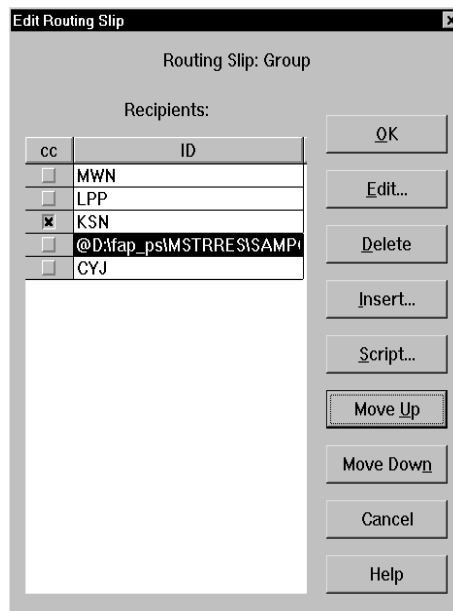 Edit Routing Slip
Routing Slip: Group
Recipients:
cc ID
MWN
LPP
KSN
@D:\fap_ps\MSTRRES\SAMP
CYJ
OK
Edit...
Delete
Insert...
Script...
Move Up
Move Down
Cancel
Help